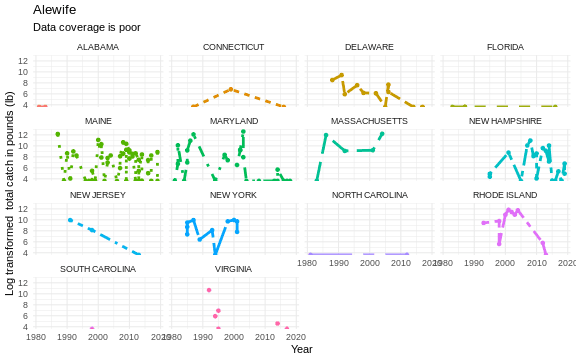 Alewife
Data coverage is poor
ALABAMA CONNECTICUT DELAWARE FLORIDA
12
10
8
6
4
MAINE MARYLAND MASSACHUSETTS NEW HAMPSHIRE
12
10
8
6
4
NEW JERSEY NEW YORK NORTH CAROLINA RHODE ISLAND
12
10
8
6
4
1980 1990 2000 2010 2020 1980 1990 2000 2010 2020
SOUTH CAROLINA VIRGINIA
12
10
8
6
4
1980 1990 2000 2010 2020 1980 1990 2000 2010 2020
Year
Log transformed total catch in pounds (lb)